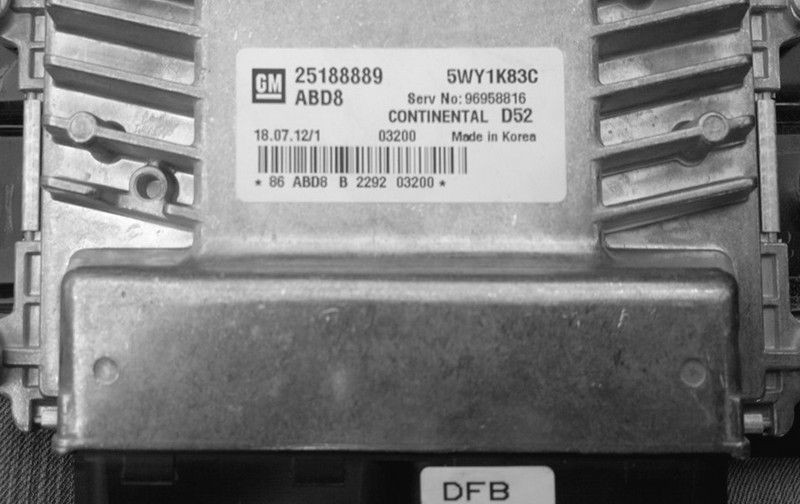 GM 25188889 5WY1K83C
ABD8 Serv No: 96958816
CONTINENTAL D52
18.07.12/1 03200 Made in Korea
* 86 ABD8 B 2292 03200 *
DFB